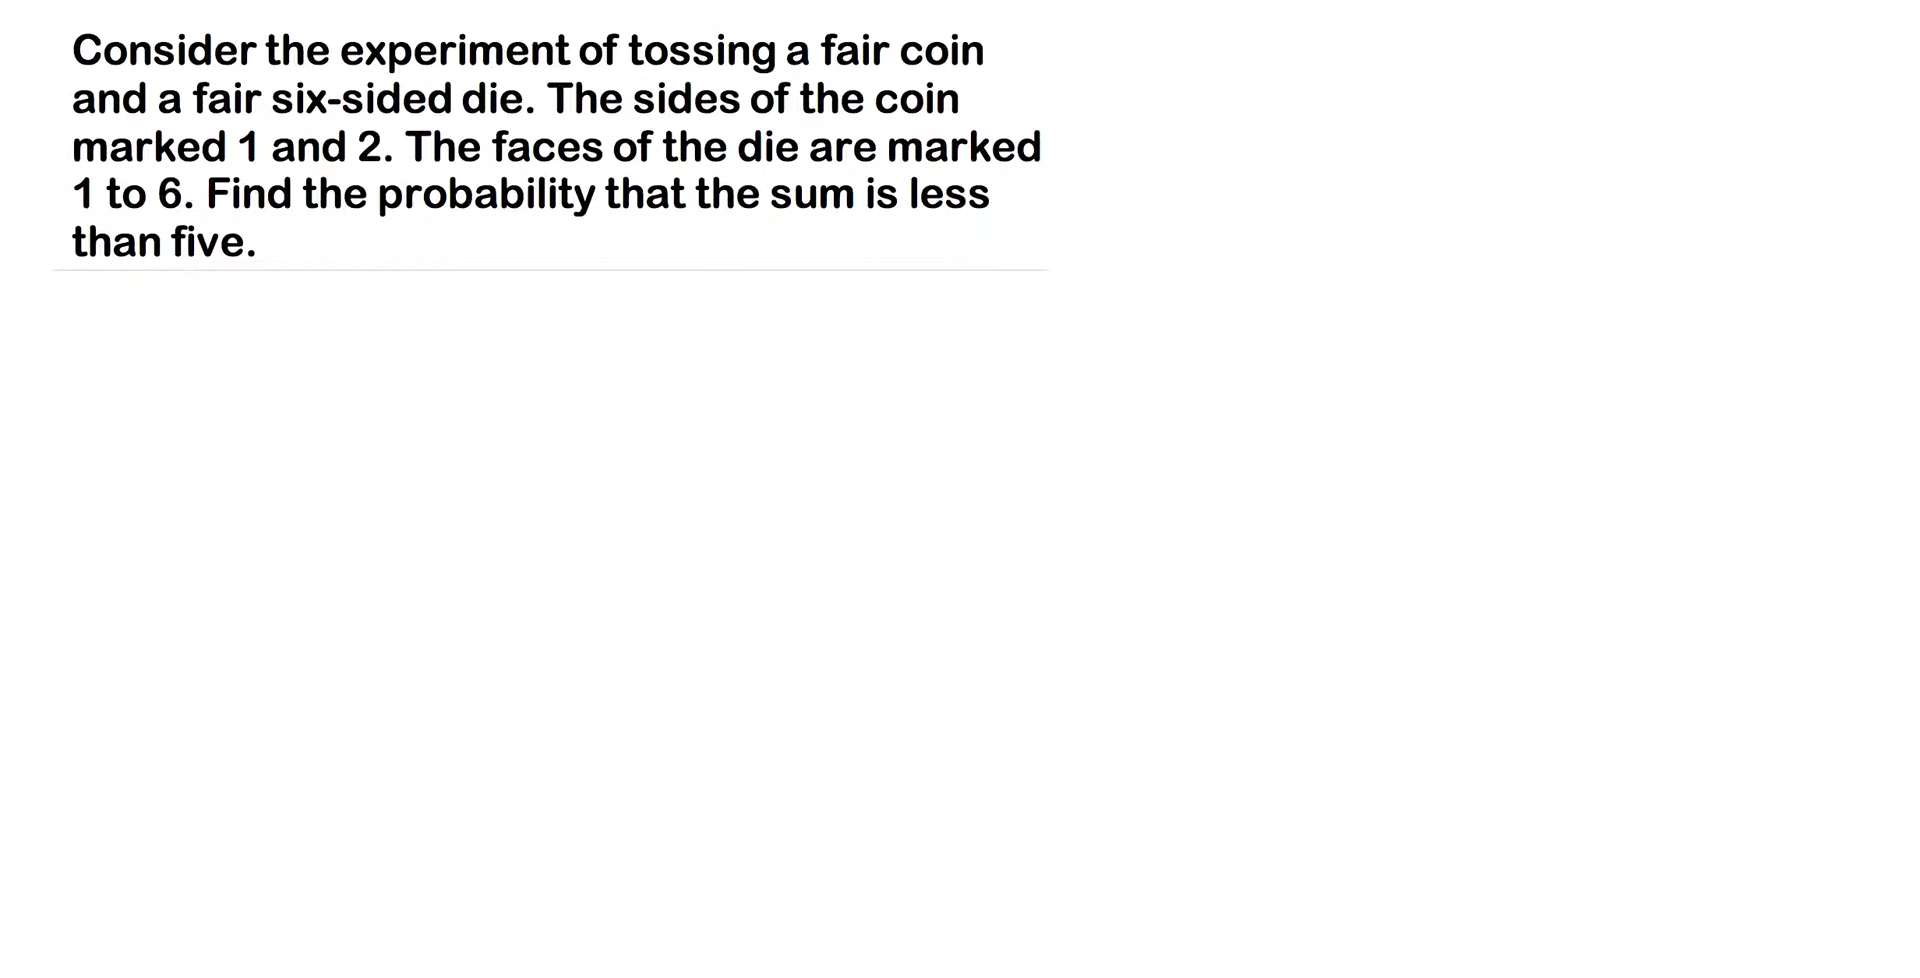 Consider the experiment of tossing a fair coin
and a fair six-sided die. The sides of the coin
marked 1 and 2. The faces of the die are marked
1 to 6. Find the probability that the sum is less
than five.